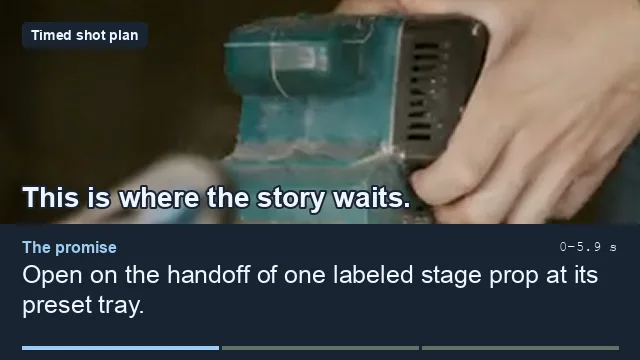 Timed shot plan
This is where the story waits.
The promise
0–5.9 s
Open on the handoff of one labeled stage prop at its
preset tray.